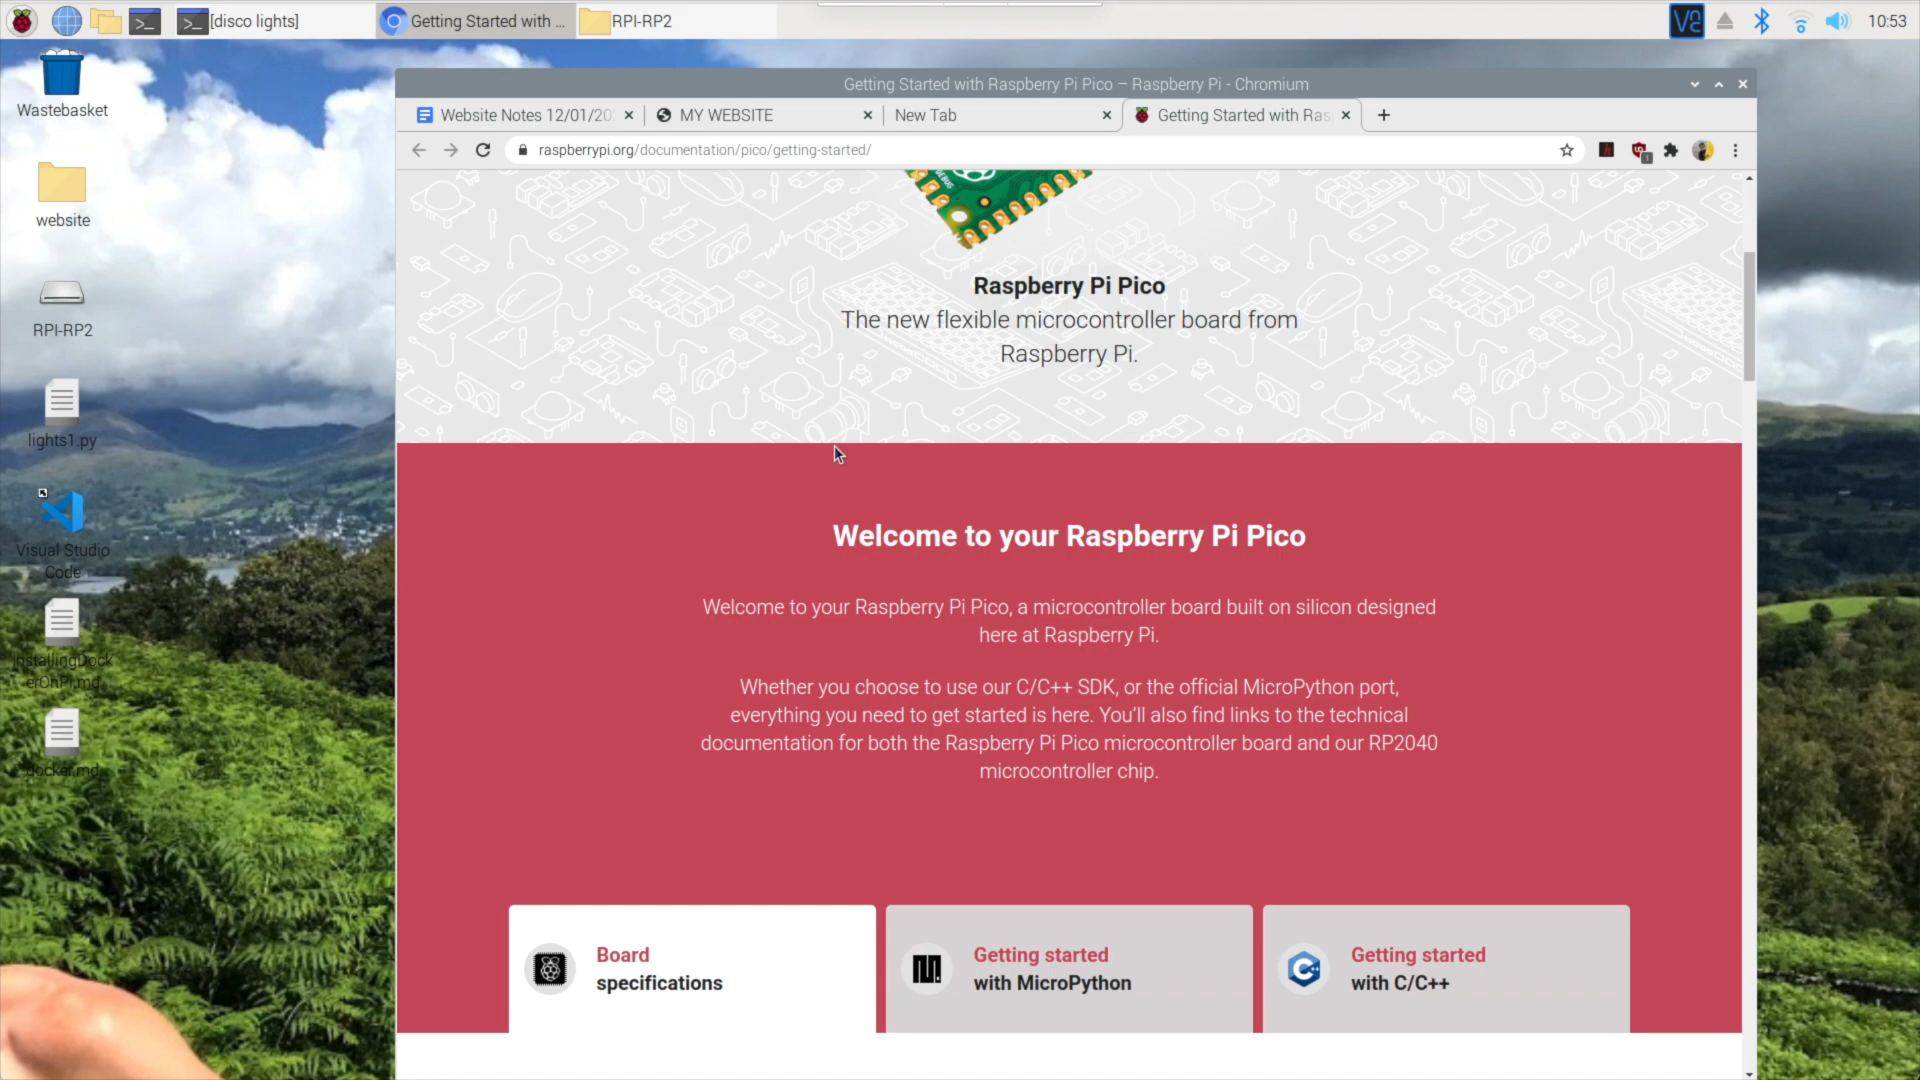 [disco lights]
Getting Started with ...
RPI-RP2
10:53
Wastebasket
website
RPI-RP2
lights1.py
Visual Studio
Code
InstallingDock
erOnPi.md
docker.md
Getting Started with Raspberry Pi Pico – Raspberry Pi - Chromium
Website Notes 12/01/20
MY WEBSITE
New Tab
Getting Started with Ras
raspberrypi.org/documentation/pico/getting-started/
Raspberry Pi Pico
The new flexible microcontroller board from
Raspberry Pi.
Welcome to your Raspberry Pi Pico
Welcome to your Raspberry Pi Pico, a microcontroller board built on silicon designed
here at Raspberry Pi.
Whether you choose to use our C/C++ SDK, or the official MicroPython port,
everything you need to get started is here. You’ll also find links to the technical
documentation for both the Raspberry Pi Pico microcontroller board and our RP2040
microcontroller chip.
Board
specifications
Getting started
with MicroPython
Getting started
with C/C++